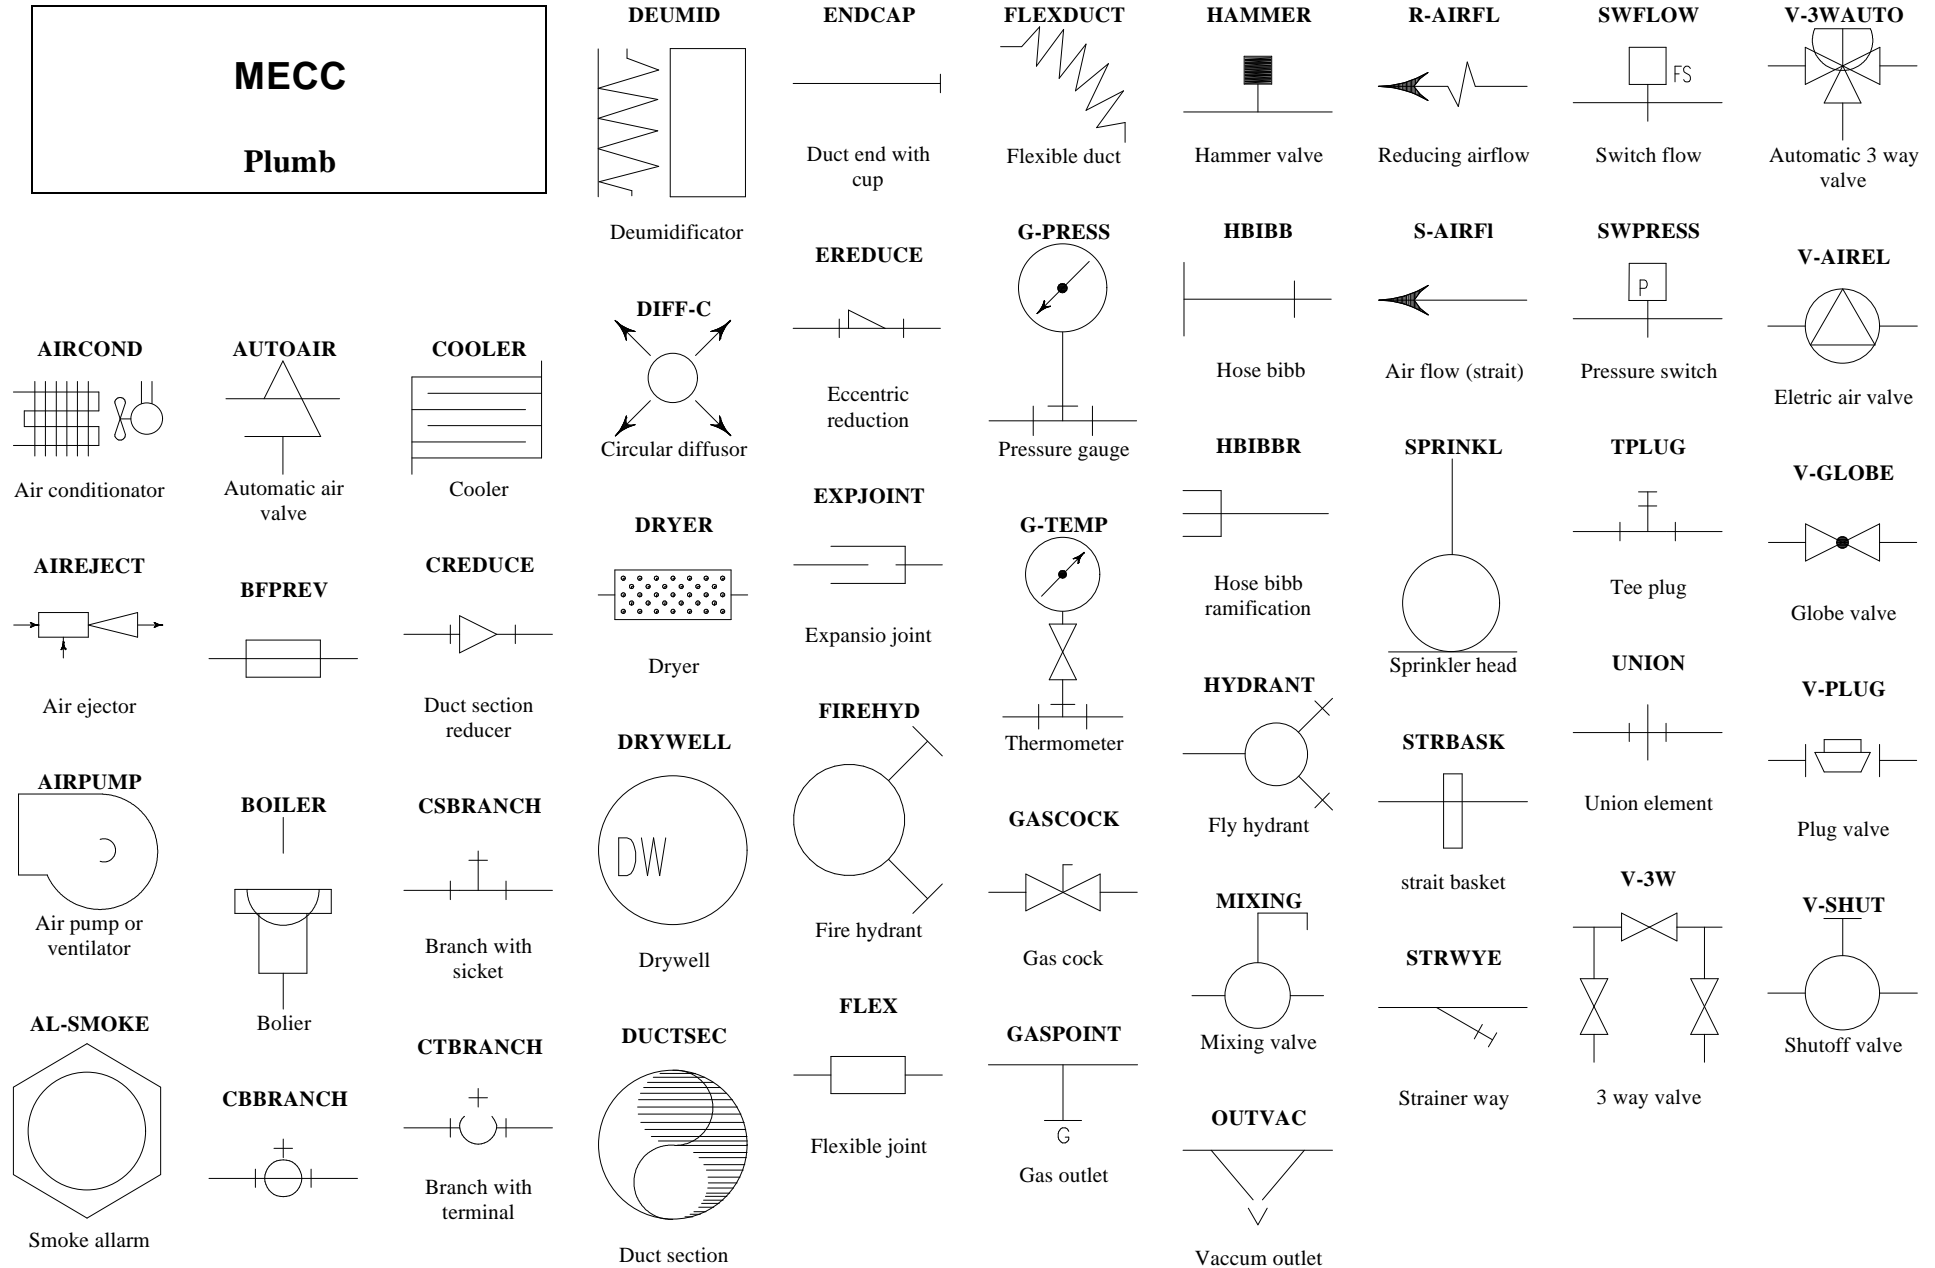 MECC
Plumb
AIRCOND
Air conditionator
AIREJECT
Air ejector
AIRPUMP
Air pump or
ventilator
AL-SMOKE
Smoke allarm
AUTOAIR
Automatic air
valve
BFPREV
BOILER
Bolier
CBBRANCH
COOLER
Cooler
CREDUCE
Duct section
reducer
CSBRANCH
Branch with
sicket
CTBRANCH
Branch with
terminal
DEUMID
Deumidificator
DIFF-C
Circular diffusor
DRYER
Dryer
DRYWELL
DW
Drywell
DUCTSEC
Duct section
ENDCAP
Duct end with
cup
EREDUCE
Eccentric
reduction
EXPJOINT
Expansio joint
FIREHYD
Fire hydrant
FLEX
Flexible joint
FLEXDUCT
Flexible duct
G-PRESS
Pressure gauge
G-TEMP
Thermometer
GASCOCK
Gas cock
GASPOINT
G
Gas outlet
HAMMER
Hammer valve
HBIBB
Hose bibb
HBIBBR
Hose bibb
ramification
HYDRANT
Fly hydrant
MIXING
Mixing valve
OUTVAC
Vaccum outlet
R-AIRFL
Reducing airflow
S-AIRFl
Air flow (strait)
SPRINKL
Sprinkler head
STRBASK
strait basket
STRWYE
Strainer way
SWFLOW
FS
Switch flow
SWPRESS
P
Pressure switch
TPLUG
Tee plug
UNION
Union element
V-3W
3 way valve
V-3WAUTO
Automatic 3 way
valve
V-AIREL
Eletric air valve
V-GLOBE
Globe valve
V-PLUG
Plug valve
V-SHUT
Shutoff valve